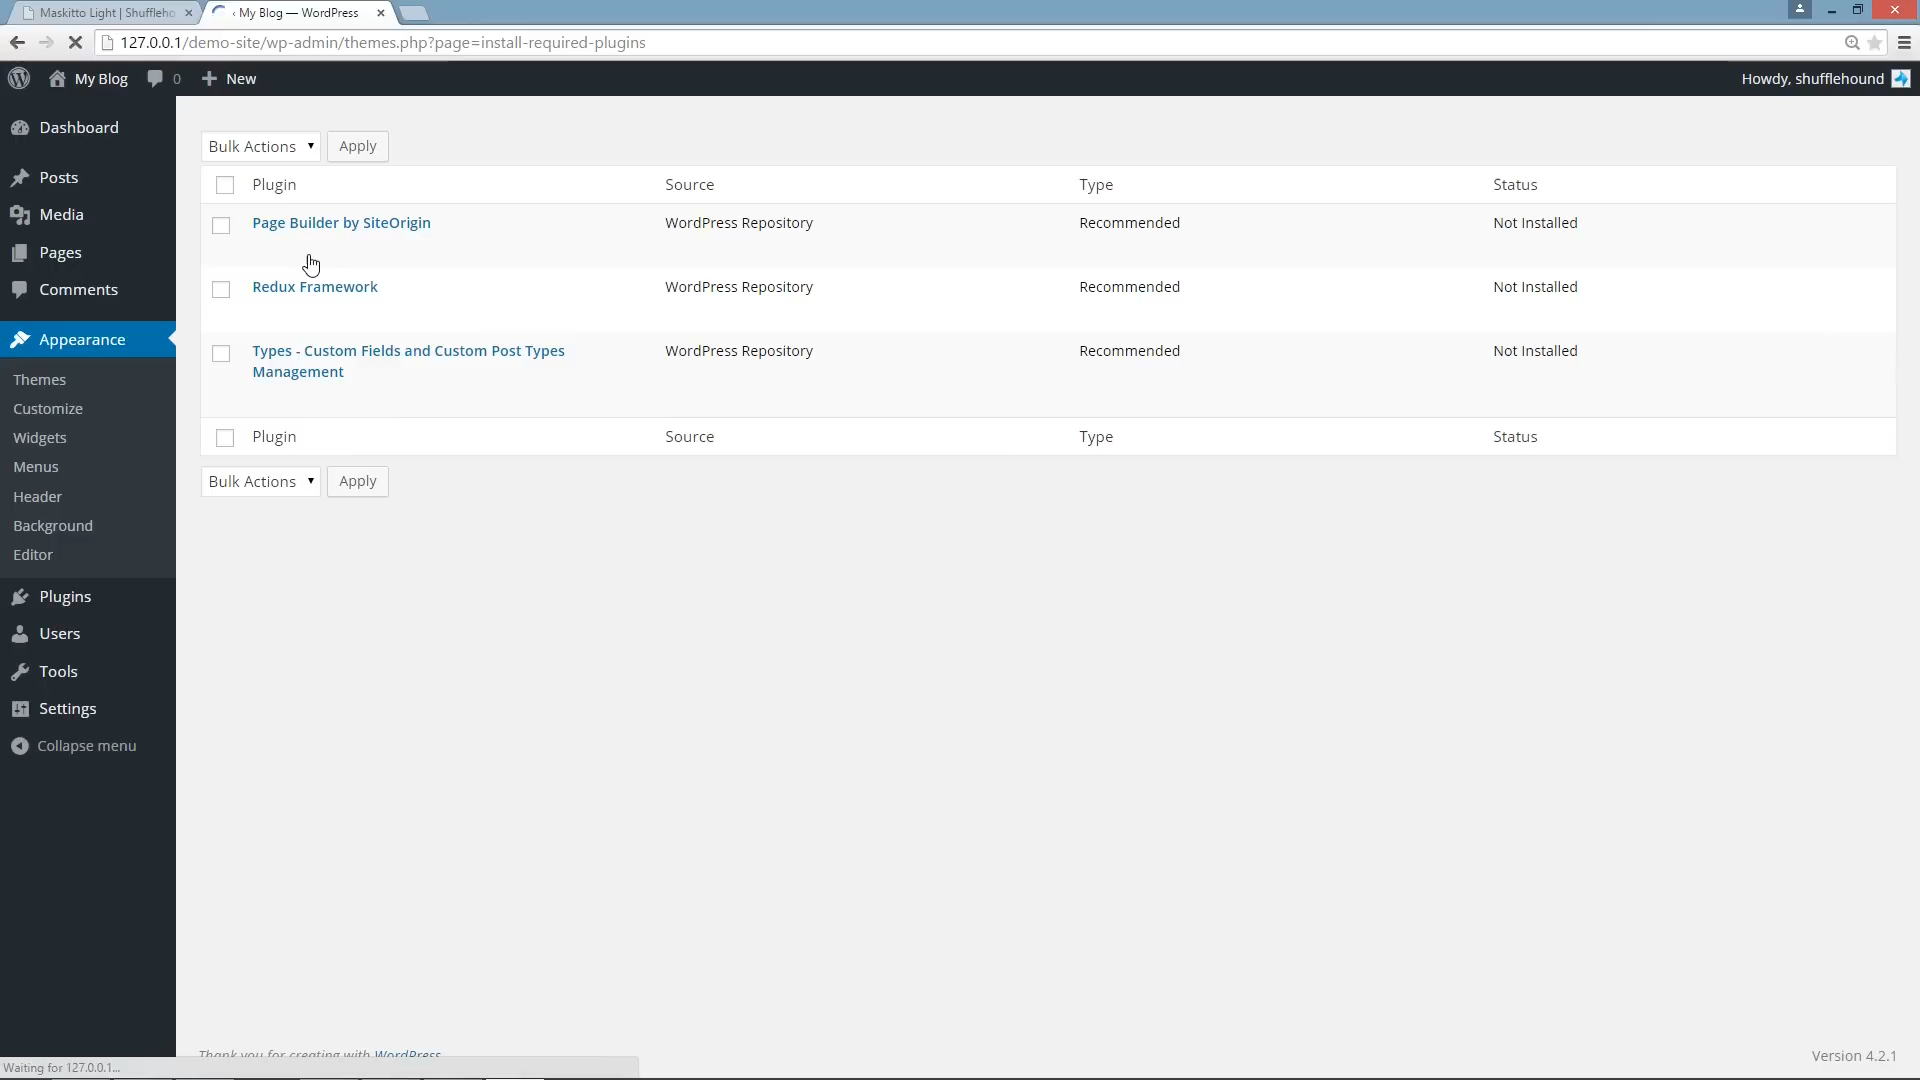 Maskitto Light | Shuffleho
‹ My Blog — WordPress
127.0.0.1/demo-site/wp-admin/themes.php?page=install-required-plugins
My Blog 0 New Howdy, shufflehound
Dashboard
Posts
Media
Pages
Comments
Appearance
Themes
Customize
Widgets
Menus
Header
Background
Editor
Plugins
Users
Tools
Settings
Collapse menu
Bulk Actions Apply
Plugin Source Type Status
Page Builder by SiteOrigin WordPress Repository Recommended Not Installed
Redux Framework WordPress Repository Recommended Not Installed
Types - Custom Fields and Custom Post Types WordPress Repository Recommended Not Installed
Management
Plugin Source Type Status
Bulk Actions Apply
Thank you for creating with WordPress Version 4.2.1
Waiting for 127.0.0.1...